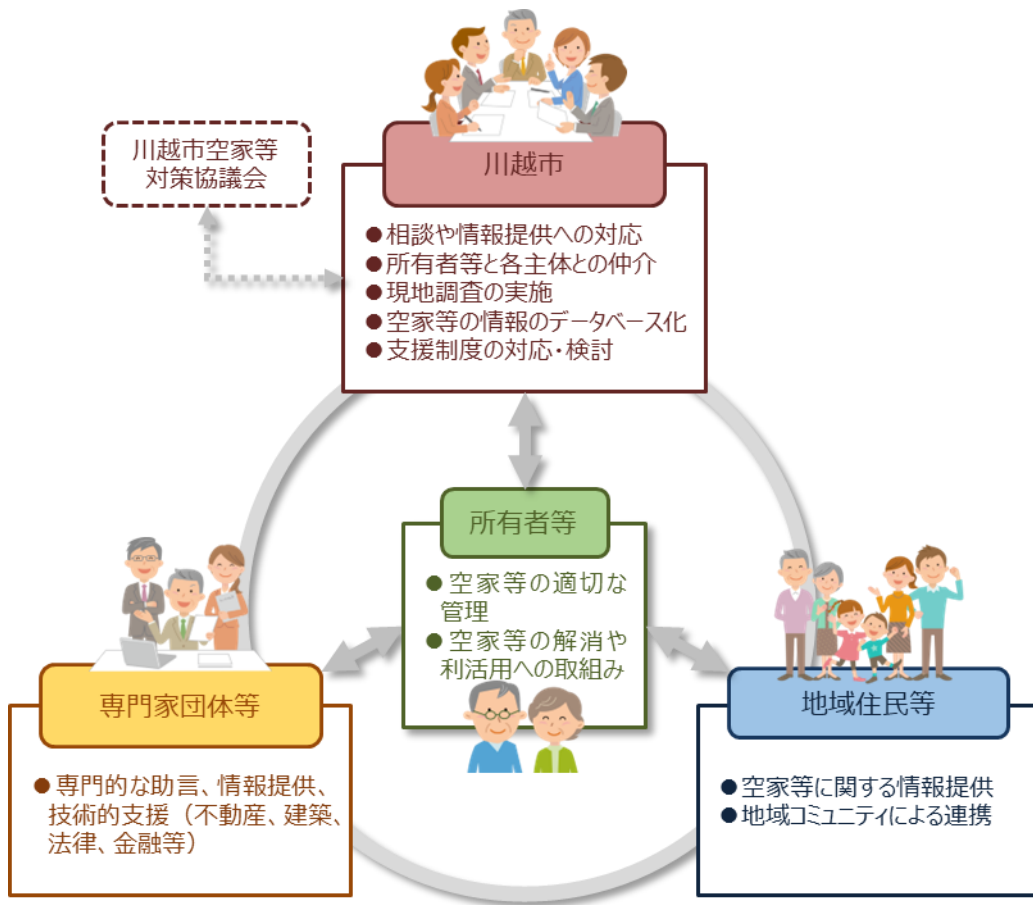 川越市空家等
対策協議会
川越市
●相談や情報提供への対応
●所有者等と各主体との仲介
●現地調査の実施
●空家等の情報のデータベース化
●支援制度の対応・検討
所有者等
●空家等の適切な
管理
●空家等の解消や
利活用への取組み
専門家団体等
●専門的な助言、情報提供、
技術的支援（不動産、建築、
法律、金融等）
地域住民等
●空家等に関する情報提供
●地域コミュニティによる連携